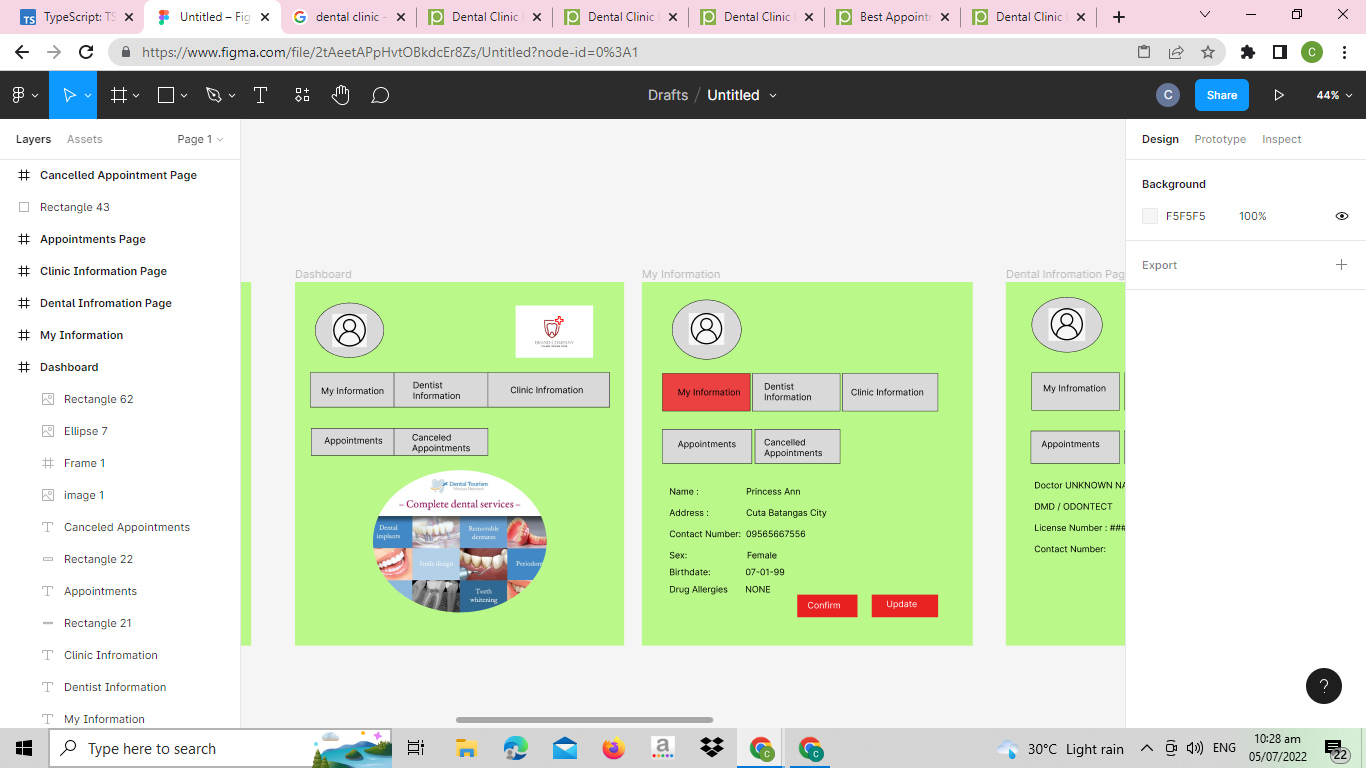 TS TypeScript: TS
Untitled – Fig
dental clinic -
Dental Clinic
Dental Clinic
Dental Clinic
Best Appoint
Dental Clinic
https://www.figma.com/file/2tAeetAPpHvtOBkdcEr8Zs/Untitled?node-id=0%3A1
C
Drafts / Untitled
C
Share
44%
Layers Assets Page 1
Design Prototype Inspect
Cancelled Appointment Page
Rectangle 43
Appointments Page
Clinic Information Page
Dental Infromation Page
My Information
Dashboard
Rectangle 62
Ellipse 7
Frame 1
image 1
Canceled Appointments
Rectangle 22
Appointments
Rectangle 21
Clinic Infromation
Dentist Information
My Information
Dashboard
My Information
Dentist
Information
Clinic Infromation
Appointments
Canceled
Appointments
Dental Tourism
– Complete dental services –
Dental
implants
Removable
dentures
Smile design
Periodon
Teeth
whitening
My Information
My Information
Dentist
Information
Clinic Information
Appointments
Cancelled
Appointments
Name : Princess Ann
Address : Cuta Batangas City
Contact Number: 09565667556
Sex: Female
Birthdate: 07-01-99
Drug Allergies NONE
Confirm
Update
Dental Infromation Pag
My Infromation
Appointments
Doctor UNKNOWN NA
DMD / ODONTECT
License Number : ###
Contact Number:
Background
F5F5F5 100%
Export
?
Type here to search
a
C
C
30°C Light rain
ENG
10:28 am
05/07/2022
22